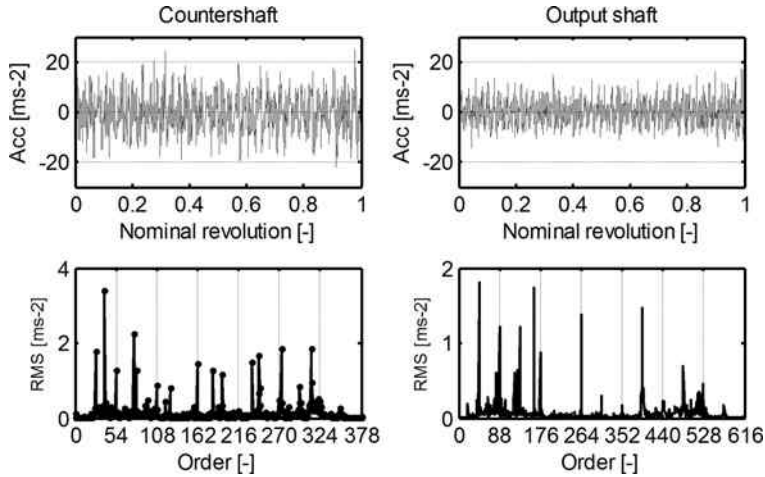 Countershaft
Output shaft
Acc [ms-2]
20
0
-20
0 0.2 0.4 0.6 0.8 1
Nominal revolution [-]
Acc [ms-2]
20
0
-20
0 0.2 0.4 0.6 0.8 1
Nominal revolution [-]
RMS [ms-2]
4
2
0
0 54 108 162 216 270 324 378
Order [-]
RMS [ms-2]
2
1
0
0 88 176 264 352 440 528 616
Order [-]